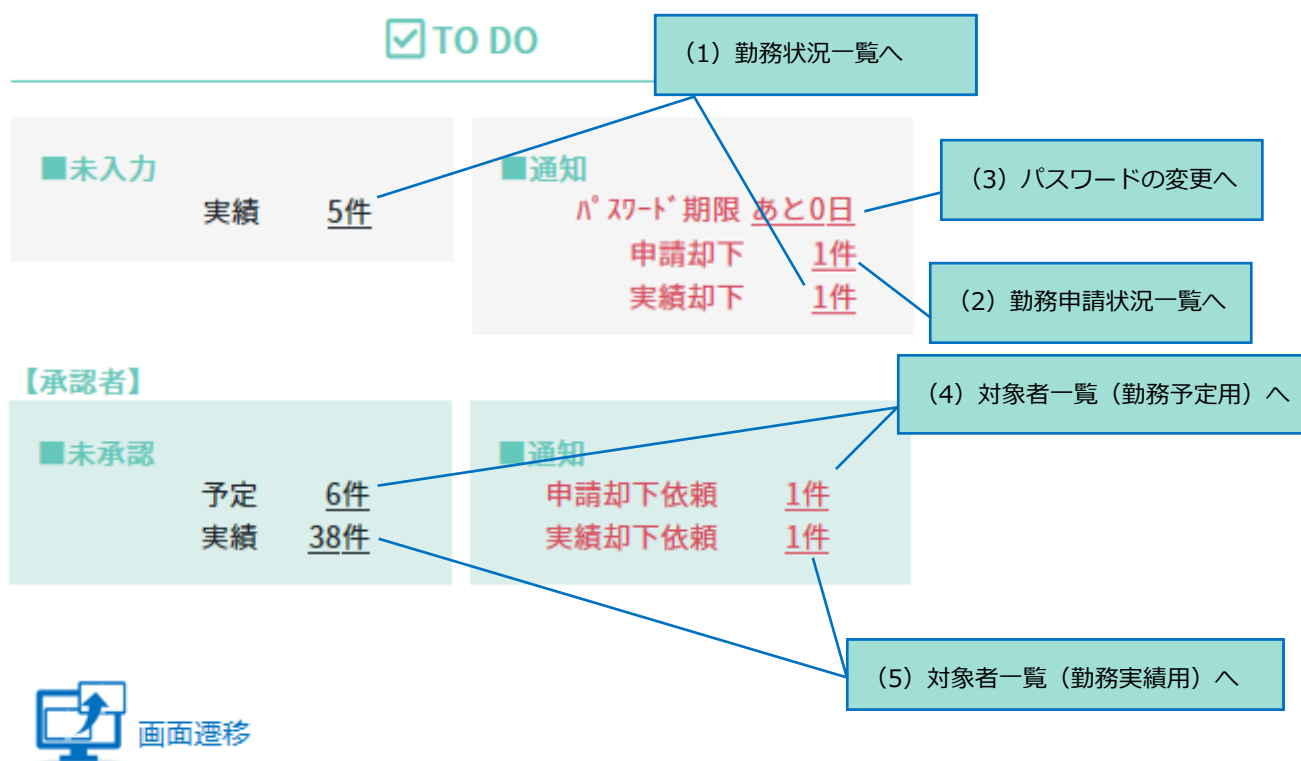 TO DO
(1)勤務状況一覧へ
■未入力
実績 5件
■通知
パスワード期限 あと0日
申請却下 1件
実績却下 1件
(3)パスワードの変更へ
(2)勤務申請状況一覧へ
【承認者】
(4)対象者一覧(勤務予定用)へ
■未承認
予定 6件
実績 38件
■通知
申請却下依頼 1件
実績却下依頼 1件
(5)対象者一覧(勤務実績用)へ
画面遷移